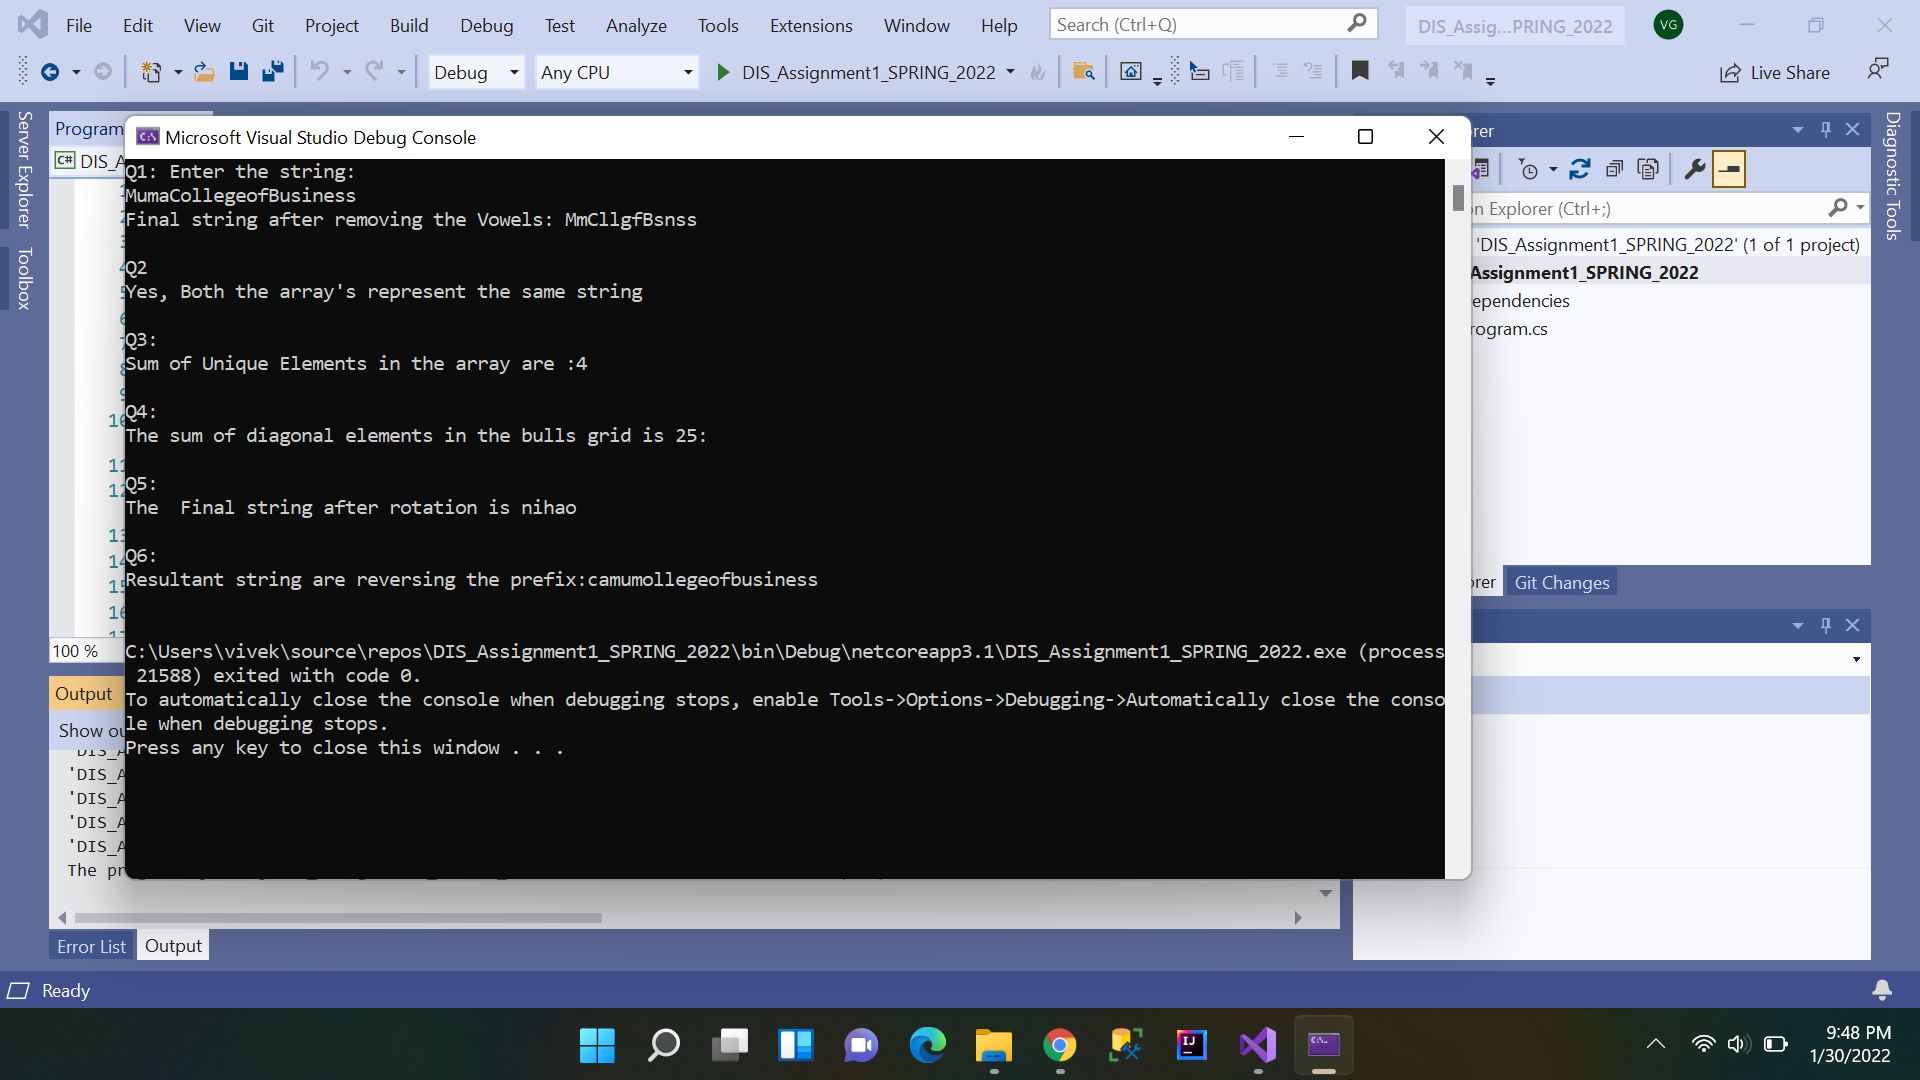 File Edit View Git Project Build Debug Test Analyze Tools Extensions Window Help Search (Ctrl+Q) DIS_Assig...PRING_2022 VG
Debug Any CPU DIS_Assignment1_SPRING_2022 Live Share
Server Explorer
Toolbox
Program
C# DIS_A
Microsoft Visual Studio Debug Console
Q1: Enter the string:
MumaCollegeofBusiness
Final string after removing the Vowels: MmCllgfBsnss
Q2
Yes, Both the array's represent the same string
Q3:
Sum of Unique Elements in the array are :4
Q4:
The sum of diagonal elements in the bulls grid is 25:
Q5:
The  Final string after rotation is nihao
Q6:
Resultant string are reversing the prefix:camumollegeofbusiness
C:\Users\vivek\source\repos\DIS_Assignment1_SPRING_2022\bin\Debug\netcoreapp3.1\DIS_Assignment1_SPRING_2022.exe (process
21588) exited with code 0.
To automatically close the console when debugging stops, enable Tools->Options->Debugging->Automatically close the conso
le when debugging stops.
Press any key to close this window . . .
rer
n Explorer (Ctrl+;)
'DIS_Assignment1_SPRING_2022' (1 of 1 project)
Assignment1_SPRING_2022
ependencies
rogram.cs
rer Git Changes
Diagnostic Tools
100 %
Output
Show ou
'DIS_A
'DIS_A
'DIS_A
'DIS_A
'DIS_A
The pr
Error List Output
Ready
9:48 PM
1/30/2022